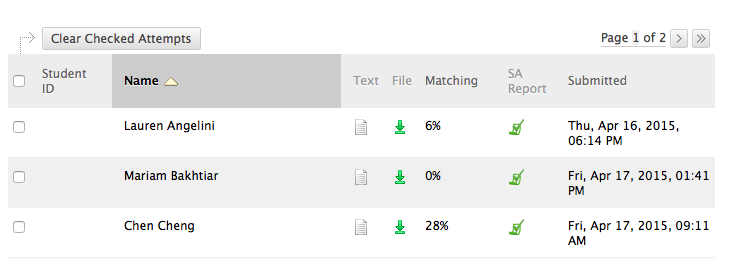 Clear Checked Attempts
Page 1 of 2
Student
ID
Name
Text
File
Matching
SA
Report
Submitted
Lauren Angelini
6%
Thu, Apr 16, 2015,
06:14 PM
Mariam Bakhtiar
0%
Fri, Apr 17, 2015, 01:41
PM
Chen Cheng
28%
Fri, Apr 17, 2015, 09:11
AM